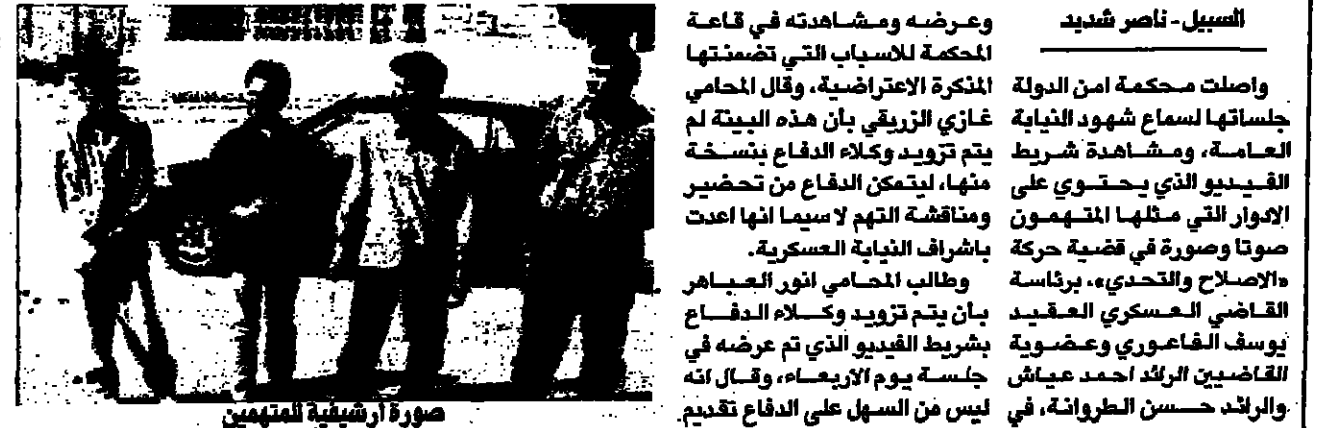 السبيل - ناصر شديد
واصلت محكمة امن الدولة
جلساتها لسماع شهود النيابة
العامة، ومشاهدة شريط
الفيديو الذي يحتوي على
الادوار التي مثلها المتهمون
صوتا وصورة في قضية حركة
«الاصلاح والتحدي»، برئاسة
القاضي العسكري العقيد
يوسف الفاعوري وعضوية
القاضيين الرائد احمد عياش
والرائد حسن الطروانة، في
وعرضه ومشاهدته في قاعة
المحكمة للاسباب التي تضمنتها
المذكرة الاعتراضية، وقال المحامي
غازي الزريقي بأن هذه البينة لم
يتم تزويد وكلاء الدفاع بنسخة
منها، ليتمكن الدفاع من تحضير
ومناقشة التهم لا سيما انها اعدت
باشراف النيابة العسكرية.
وطالب المحامي انور العباهر
بأن يتم تزويد وكلاء الدفاع
بشريط الفيديو الذي تم عرضه في
جلسة يوم الاربعاء، وقال انه
ليس من السهل على الدفاع تقديم
صورة أرشيفية للمتهمين